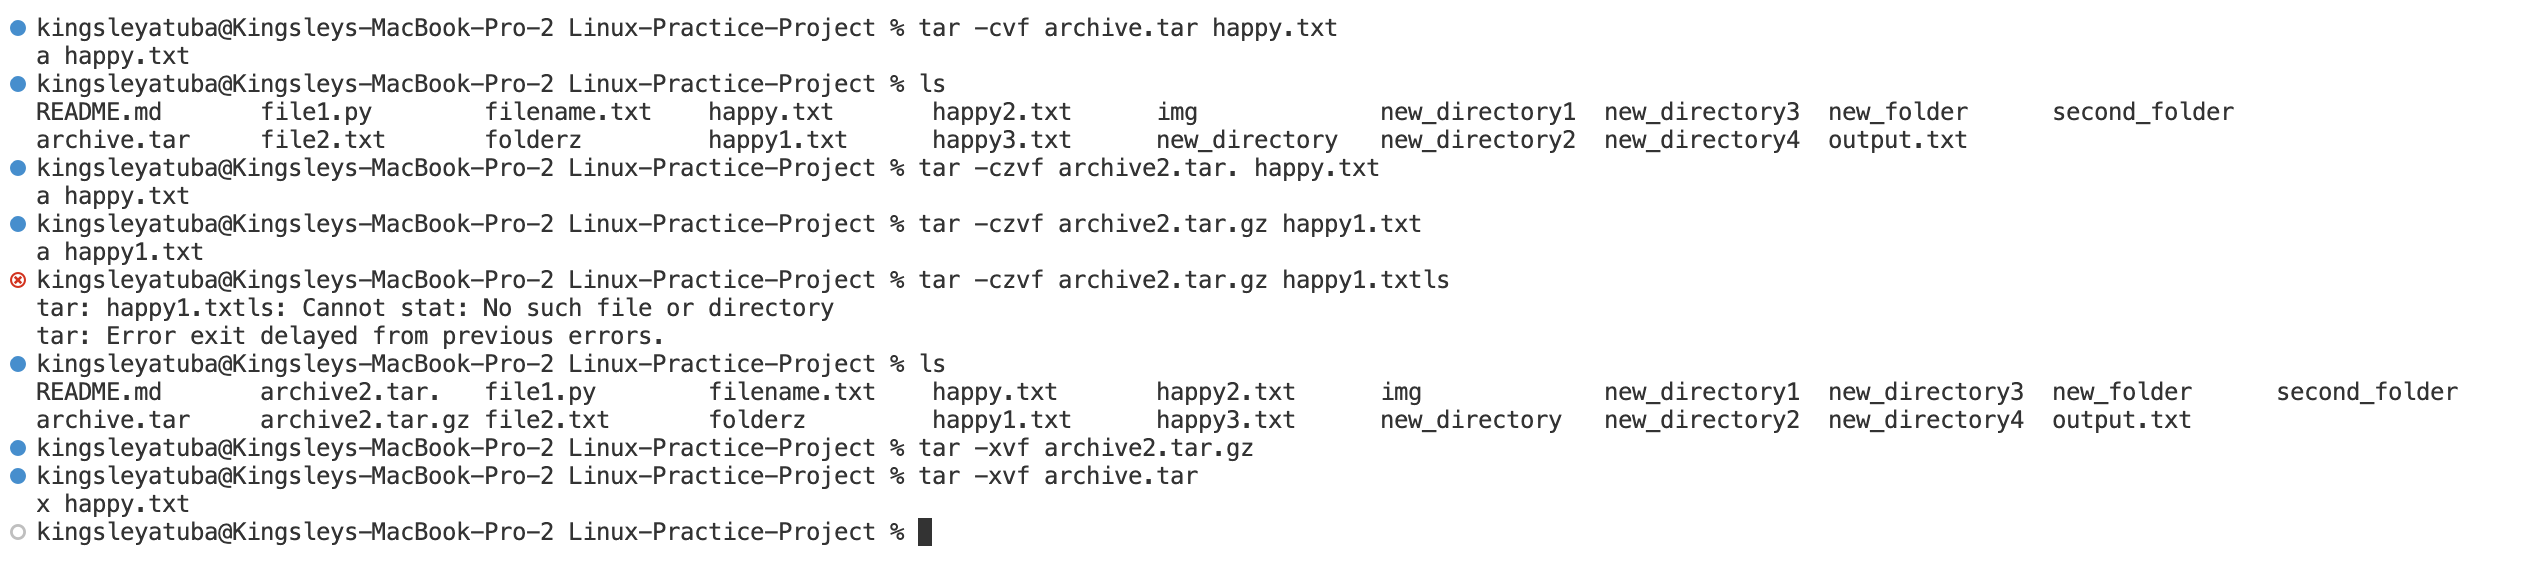 kingsleyatuba@Kingsleys-MacBook-Pro-2 Linux-Practice-Project % tar -cvf archive.tar happy.txt
a happy.txt
kingsleyatuba@Kingsleys-MacBook-Pro-2 Linux-Practice-Project % ls
README.md archive.tar file1.py file2.txt filename.txt folderz happy.txt happy1.txt happy2.txt happy3.txt img new_directory new_directory1 new_directory2 new_directory3 new_directory4 new_folder output.txt second_folder
kingsleyatuba@Kingsleys-MacBook-Pro-2 Linux-Practice-Project % tar -czvf archive2.tar. happy.txt
a happy.txt
kingsleyatuba@Kingsleys-MacBook-Pro-2 Linux-Practice-Project % tar -czvf archive2.tar.gz happy1.txt
a happy1.txt
kingsleyatuba@Kingsleys-MacBook-Pro-2 Linux-Practice-Project % tar -czvf archive2.tar.gz happy1.txtls
tar: happy1.txtls: Cannot stat: No such file or directory
tar: Error exit delayed from previous errors.
kingsleyatuba@Kingsleys-MacBook-Pro-2 Linux-Practice-Project % ls
README.md archive2.tar. file1.py filename.txt happy.txt happy2.txt img new_directory1 new_directory3 new_folder second_folder
archive.tar archive2.tar.gz file2.txt folderz happy1.txt happy3.txt new_directory new_directory2 new_directory4 output.txt
kingsleyatuba@Kingsleys-MacBook-Pro-2 Linux-Practice-Project % tar -xvf archive2.tar.gz
kingsleyatuba@Kingsleys-MacBook-Pro-2 Linux-Practice-Project % tar -xvf archive.tar
x happy.txt
kingsleyatuba@Kingsleys-MacBook-Pro-2 Linux-Practice-Project %